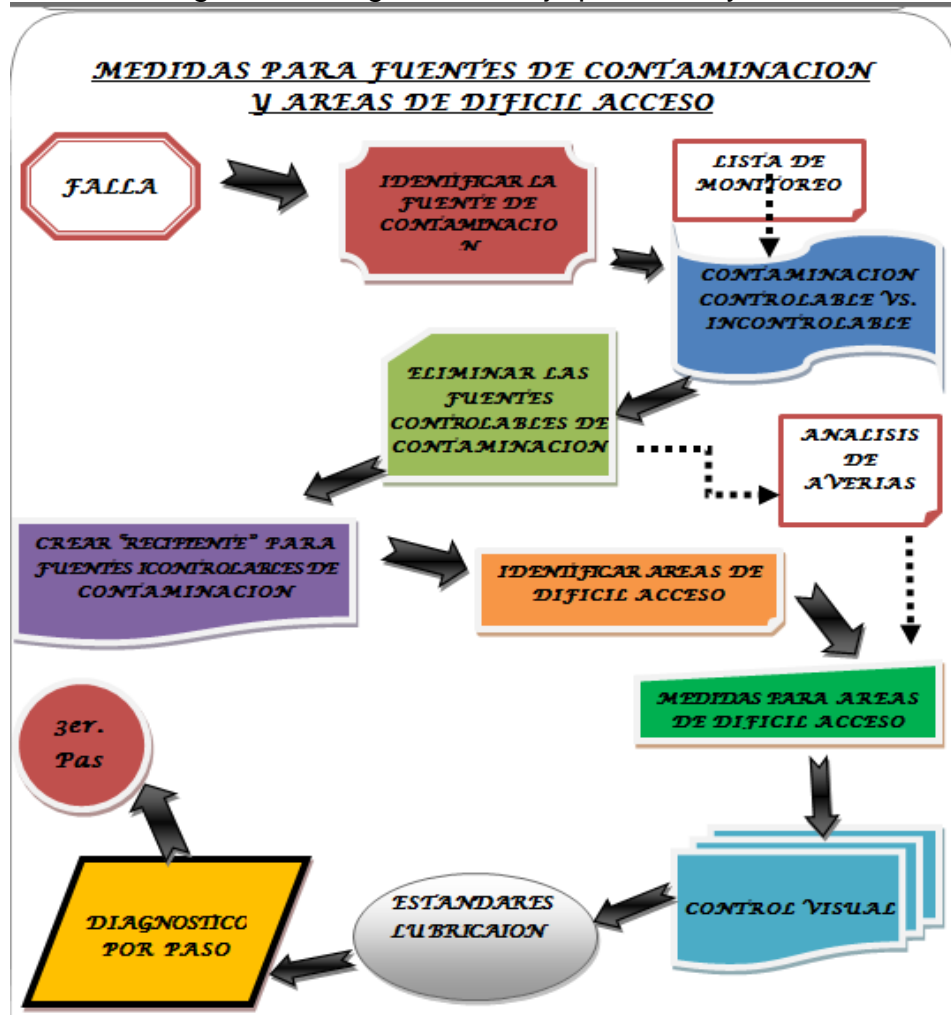 MEDIDAS PARA FUENTES DE CONTAMINACION
Y AREAS DE DIFICIL ACCESO
FALLA
IDENTIFICAR LA
FUENTE DE
CONTAMINACIO
N
LISTA DE
MONITOREO
CONTAMINACION
CONTROLABLE VS.
INCONTROLABLE
ELIMINAR LAS
FUENTES
CONTROLABLES DE
CONTAMINACION
ANALISIS
DE
AVERIAS
CREAR "RECIPIENTE" PARA
FUENTES ICONTROLABLES DE
CONTAMINACION
IDENTIFICAR AREAS DE
DIFICIL ACCESO
MEDIDAS PARA AREAS
DE DIFICIL ACCESO
CONTROL VISUAL
ESTANDARES
LUBRICAION
DIAGNOSTICO
POR PASO
3er.
Pas